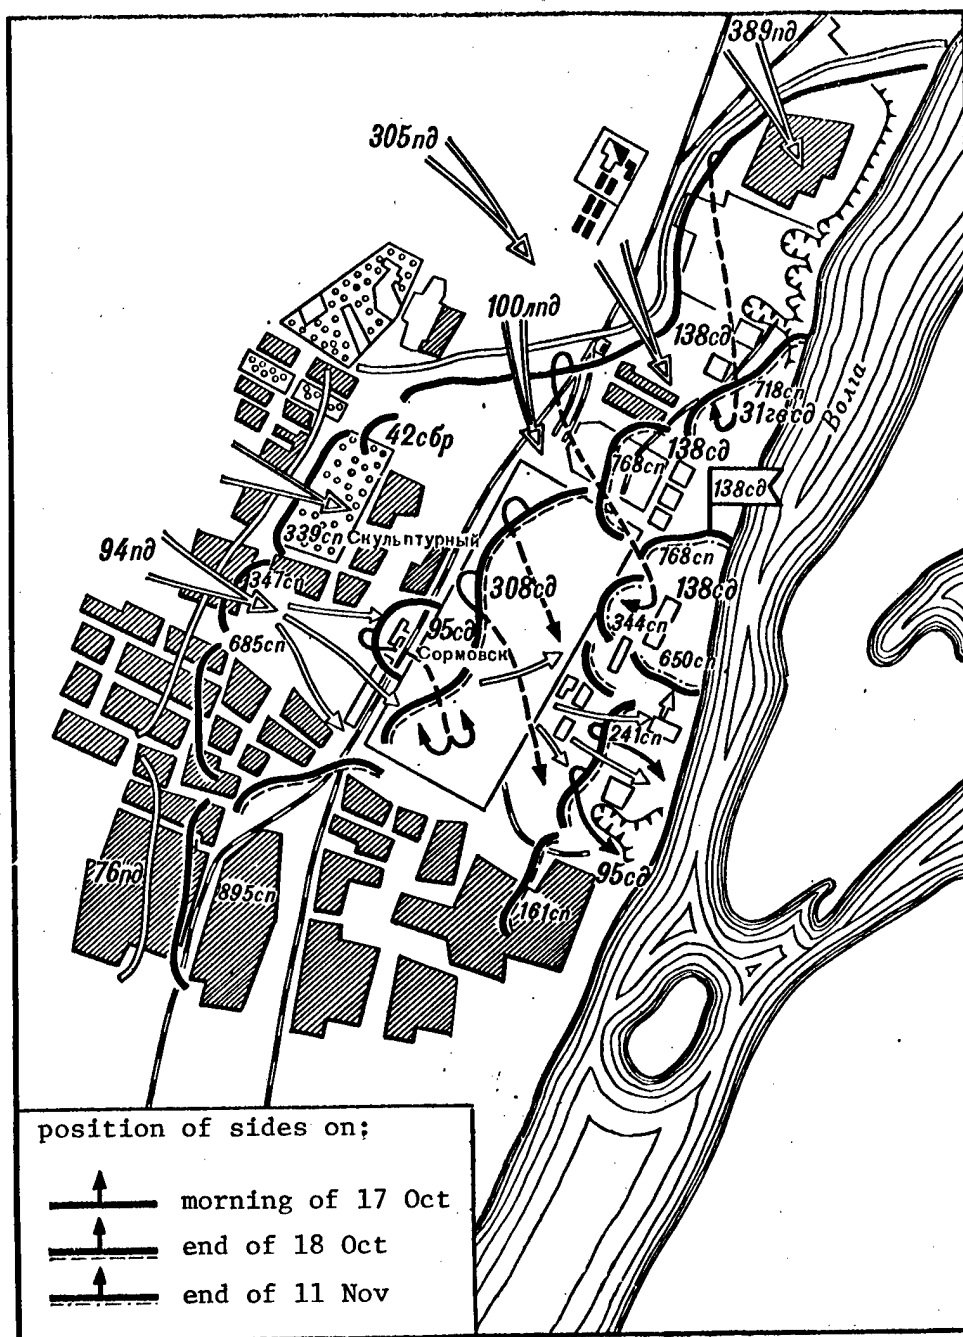 389пд
305пд
100лпд
138сд
718сп
31гвсд
Волга
42сбр
138сд
768сп
138сд
339сп Скульптурный
94пд
347сп
308сд
768сп
138сд
685сп
95сд
Сормовск
344сп
650сп
241сп
76пд
895сп
95сд
161сп
position of sides on:
morning of 17 Oct
end of 18 Oct
end of 11 Nov